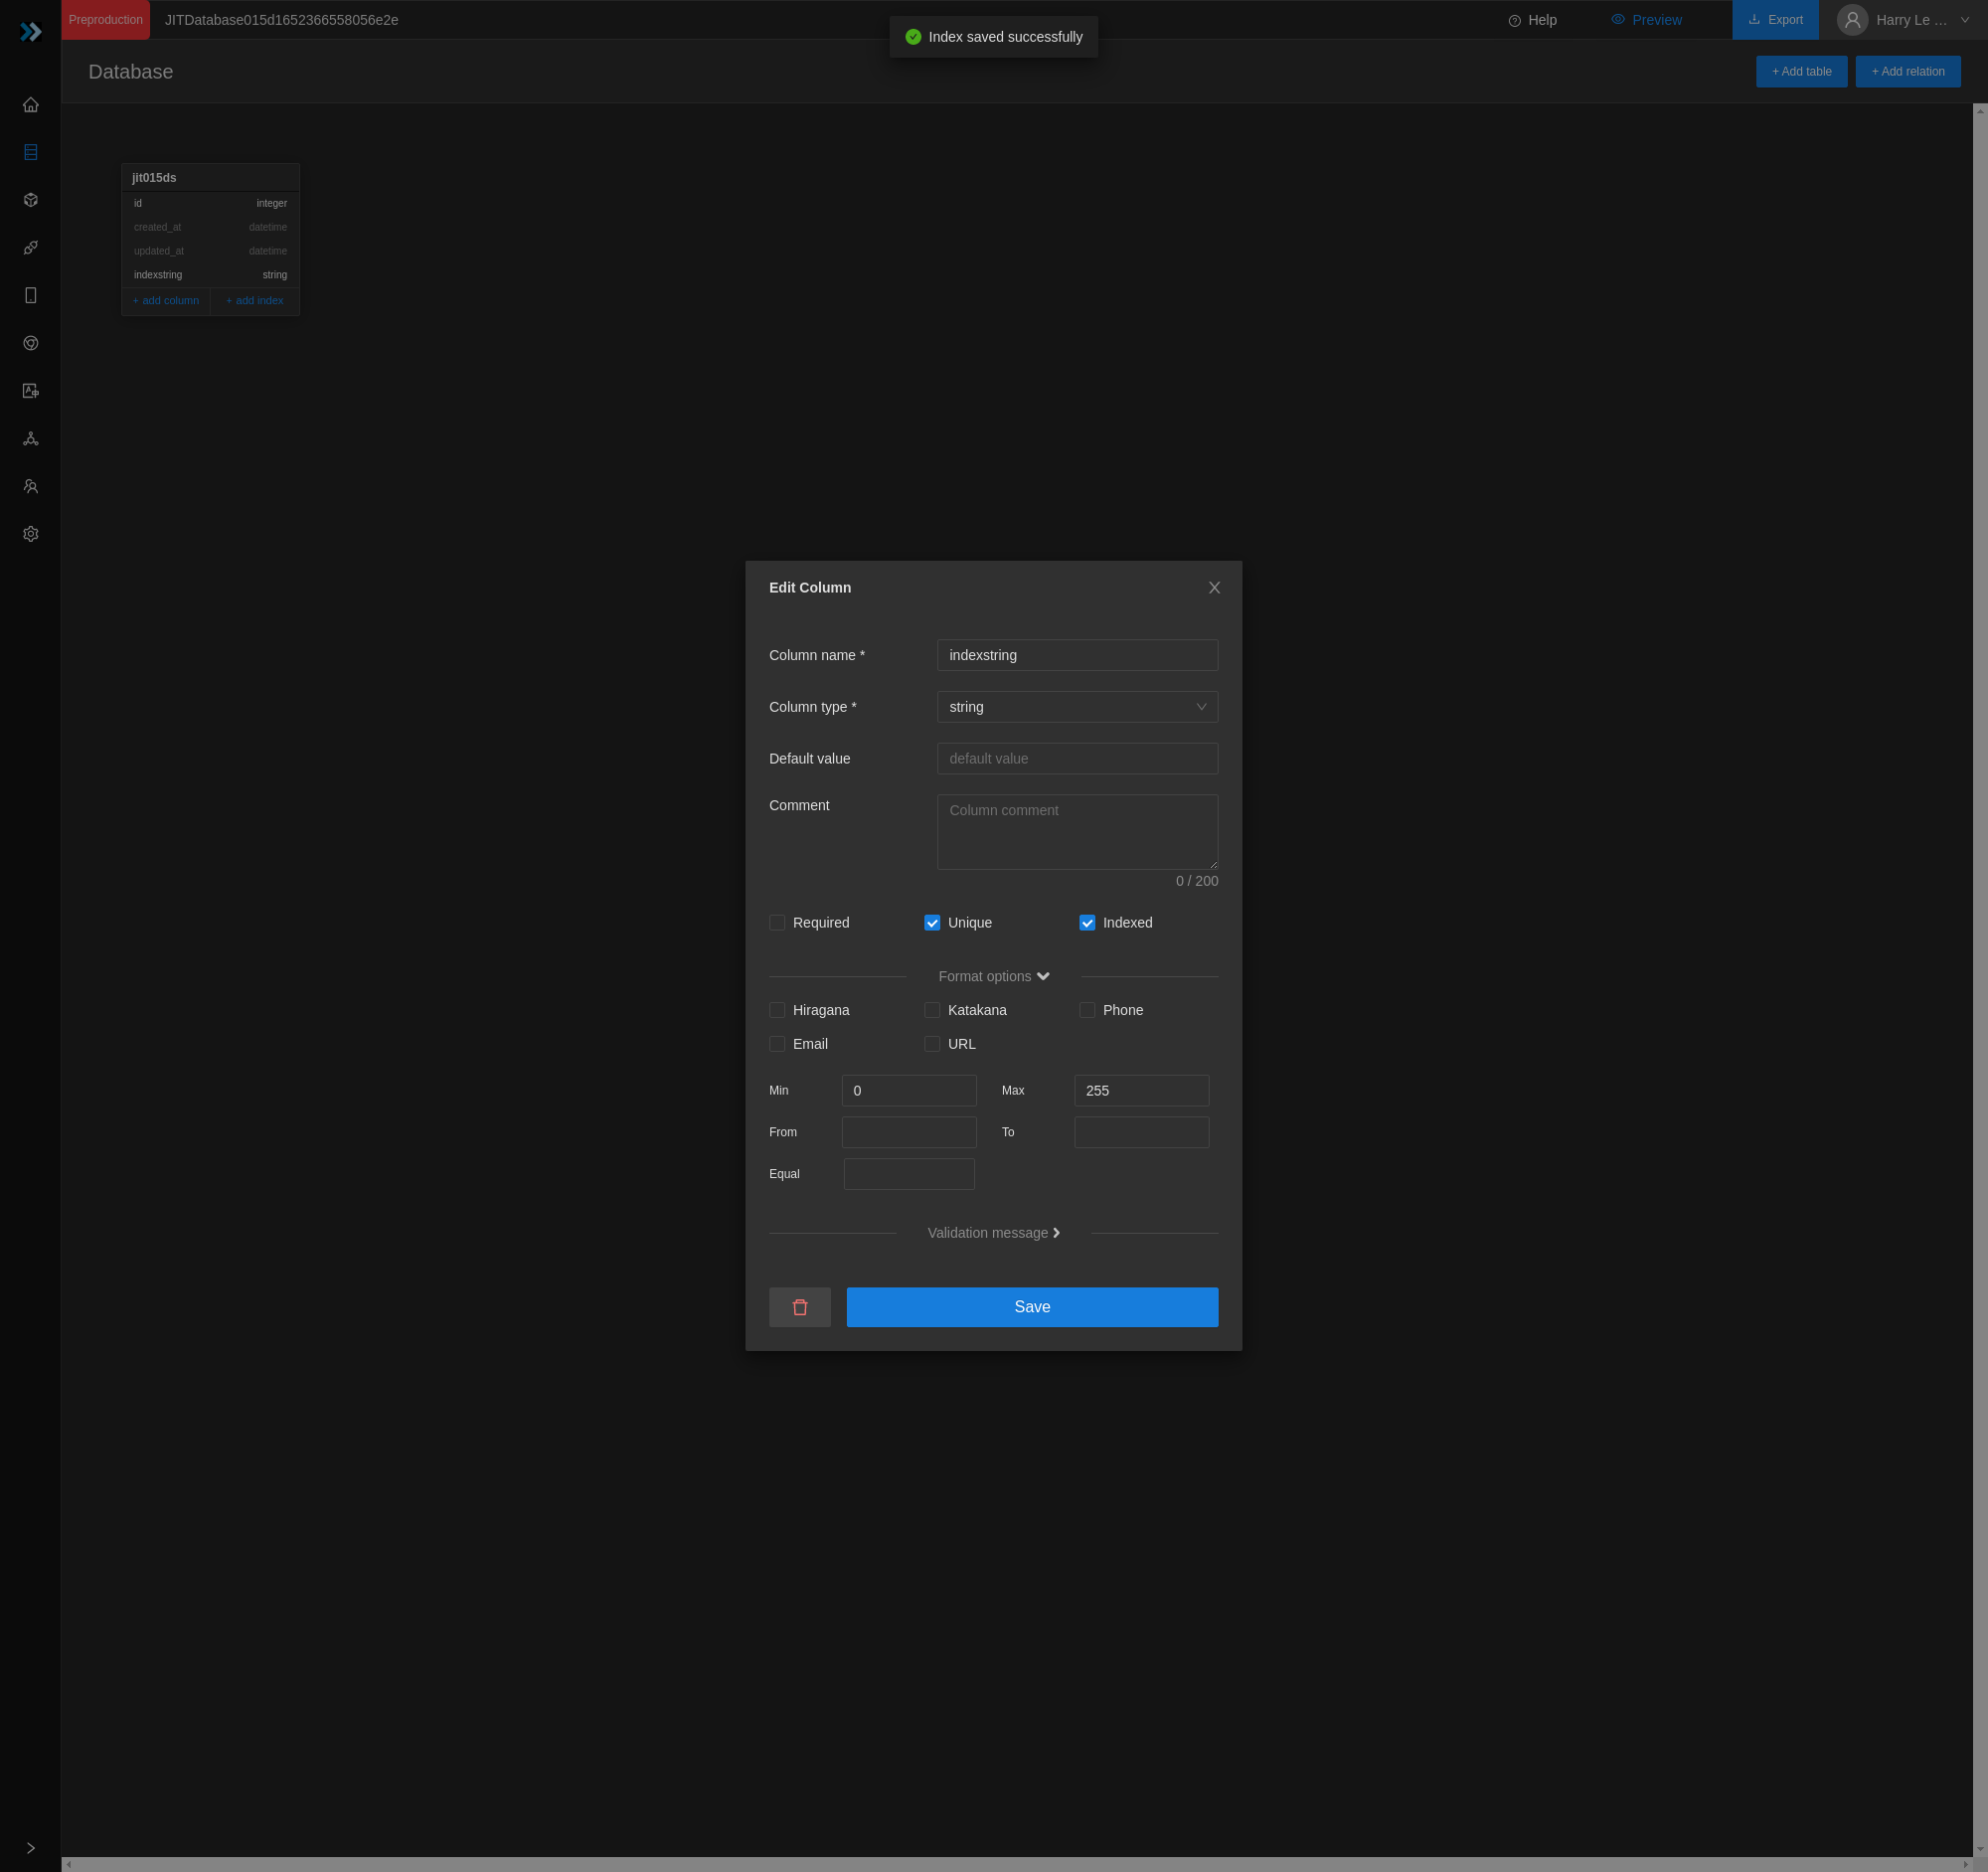 Preproduction JITDatabase015d1652366558056e2e Help Preview Export Harry Le ...
Index saved successfully
Database + Add table + Add relation
jit015ds
id integer
created_at datetime
updated_at datetime
indexstring string
+ add column + add index
Edit Column
Column name * indexstring
Column type * string
Default value default value
Comment Column comment
0 / 200
Required Unique Indexed
Format options
Hiragana Katakana Phone
Email URL
Min 0 Max 255
From To
Equal
Validation message
Save